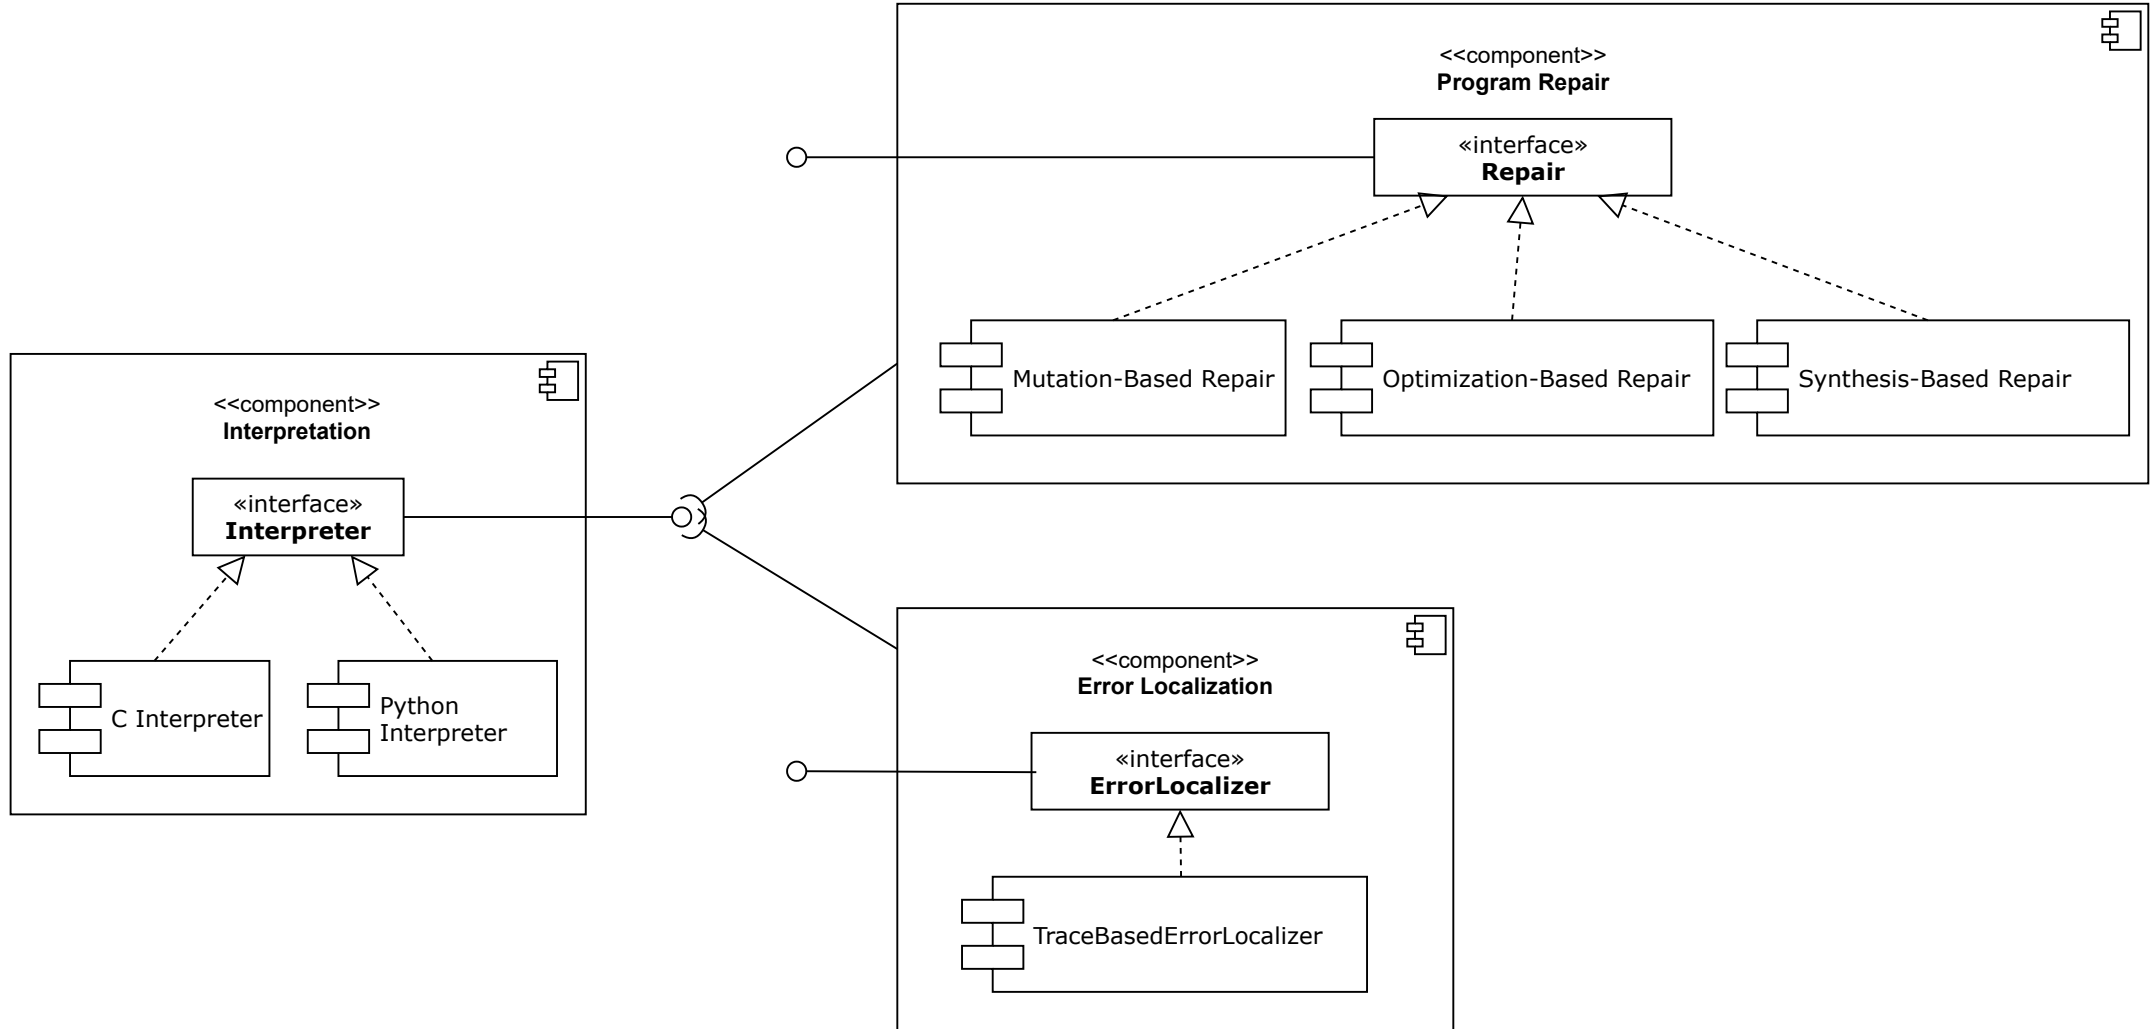 <<component>>
Program Repair
«interface»
Repair
Mutation-Based Repair
Optimization-Based Repair
Synthesis-Based Repair
<<component>>
Interpretation
«interface»
Interpreter
C Interpreter
Python
Interpreter
<<component>>
Error Localization
«interface»
ErrorLocalizer
TraceBasedErrorLocalizer